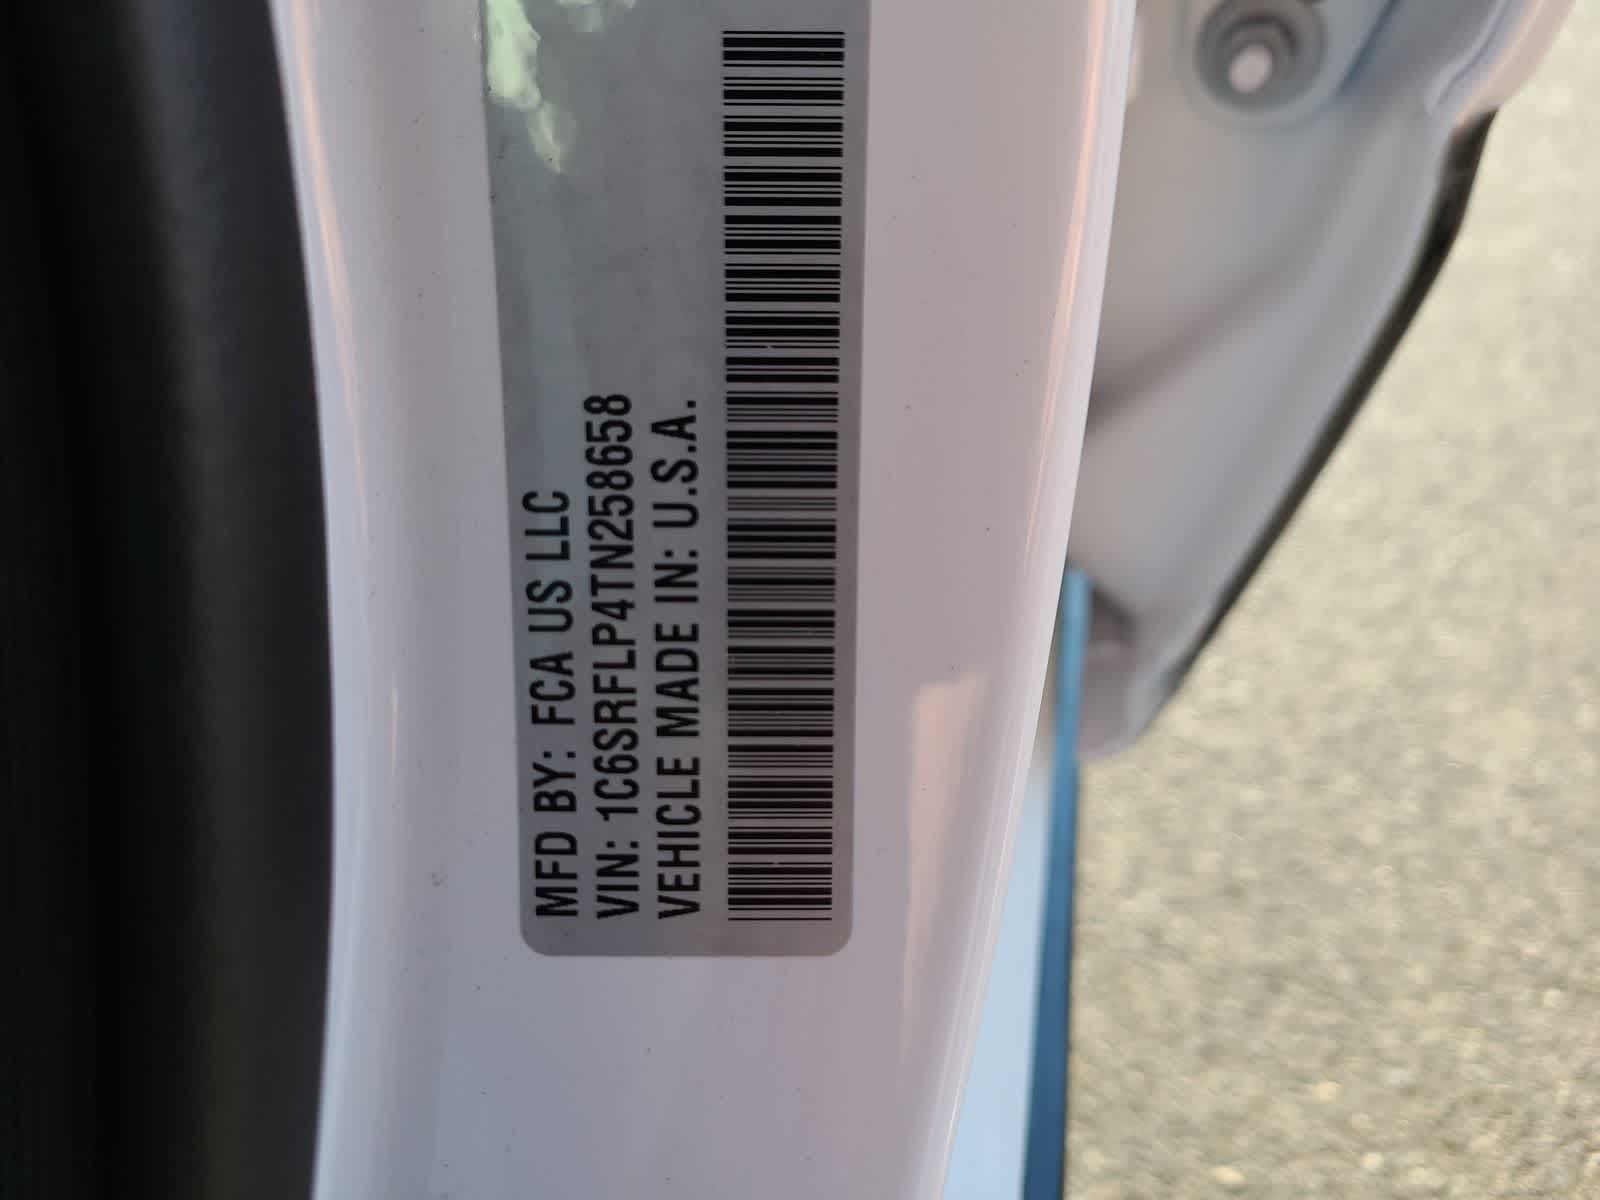 MFD BY: FCA US LLC
VIN: 1C6SRFLP4TN258658
VEHICLE MADE IN: U.S.A.